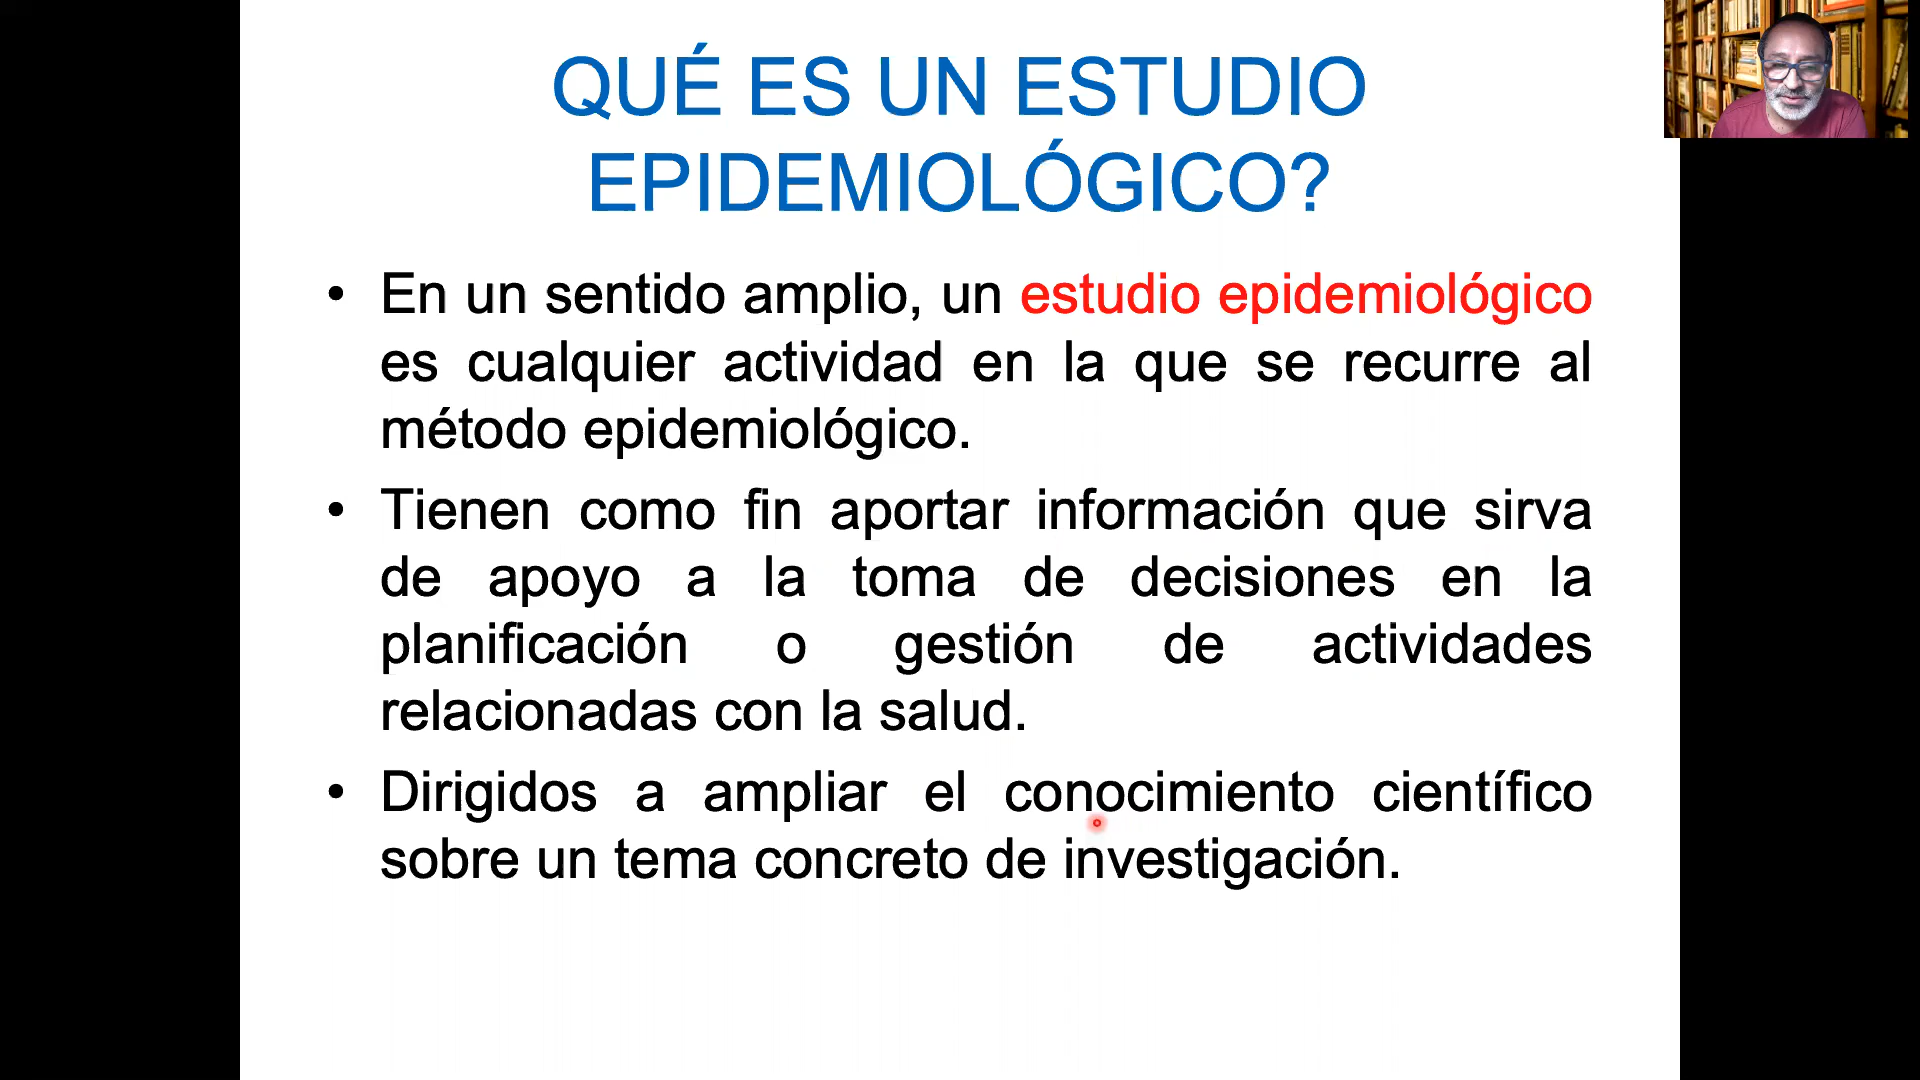 QUÉ ES UN ESTUDIO
EPIDEMIOLÓGICO?
• En un sentido amplio, un estudio epidemiológico
es cualquier actividad en la que se recurre al
método epidemiológico.
• Tienen como fin aportar información que sirva
de apoyo a la toma de decisiones en la
planificación o gestión de actividades
relacionadas con la salud.
• Dirigidos a ampliar el conocimiento científico
sobre un tema concreto de investigación.